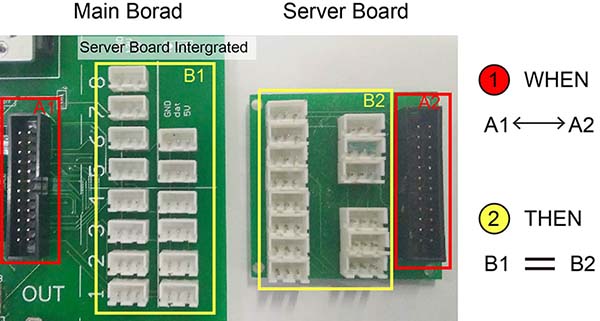 Main Borad
Server Board
Server Board Intergrated
B1
A1
8
7
6
5
4
3
2
1
GND
dat
5V
OUT
B2
A2
1 WHEN
A1 A2
2 THEN
B1 = B2